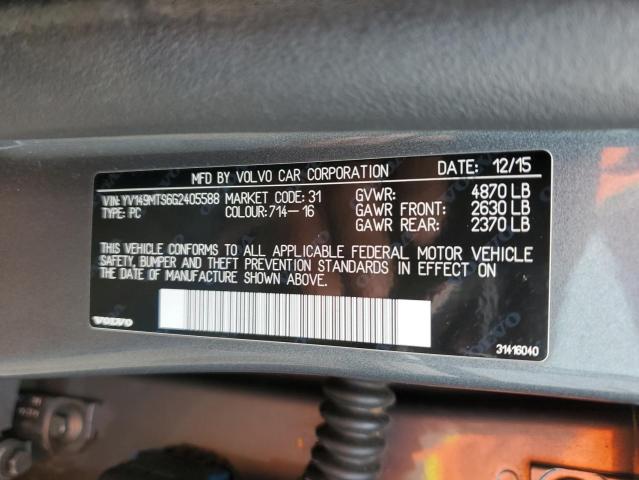 MFD BY VOLVO CAR CORPORATION DATE: 12/15
VIN: YV149MTS6G2405588 MARKET CODE: 31 GVWR: 4870 LB
TYPE: PC COLOUR: 714-16 GAWR FRONT: 2630 LB
GAWR REAR: 2370 LB
THIS VEHICLE CONFORMS TO ALL APPLICABLE FEDERAL MOTOR VEHICLE
SAFETY, BUMPER AND THEFT PREVENTION STANDARDS IN EFFECT ON
THE DATE OF MANUFACTURE SHOWN ABOVE.
VOLVO 31416040